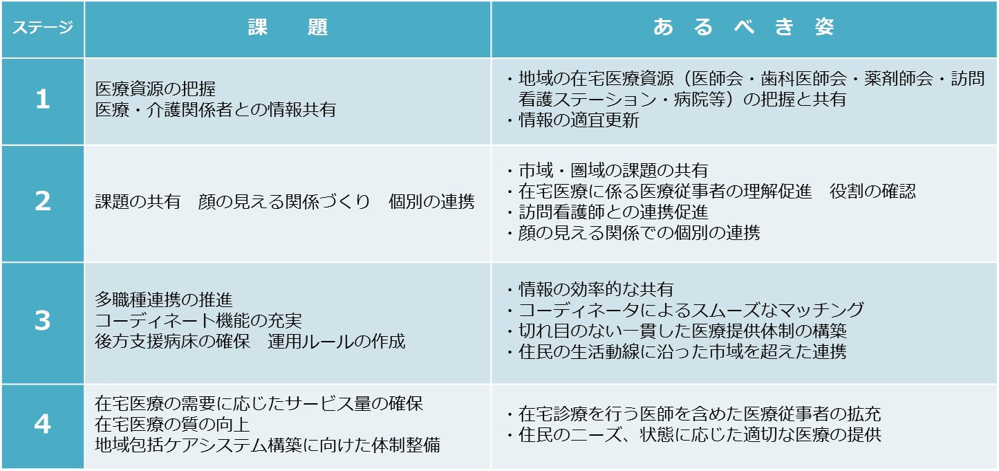 ステージ
課　題
あ る べ き 姿
1
医療資源の把握
医療・介護関係者との情報共有
・地域の在宅医療資源（医師会・歯科医師会・薬剤師会・訪問
看護ステーション・病院等）の把握と共有
・情報の適宜更新
2
課題の共有　顔の見える関係づくり　個別の連携
・市域・圏域の課題の共有
・在宅医療に係る医療従事者の理解促進　役割の確認
・訪問看護師との連携促進
・顔の見える関係での個別の連携
3
多職種連携の推進
コーディネート機能の充実
後方支援病床の確保　運用ルールの作成
・情報の効率的な共有
・コーディネータによるスムーズなマッチング
・切れ目のない一貫した医療提供体制の構築
・住民の生活動線に沿った市域を超えた連携
4
在宅医療の需要に応じたサービス量の確保
在宅医療の質の向上
地域包括ケアシステム構築に向けた体制整備
・在宅診療を行う医師を含めた医療従事者の拡充
・住民のニーズ、状態に応じた適切な医療の提供